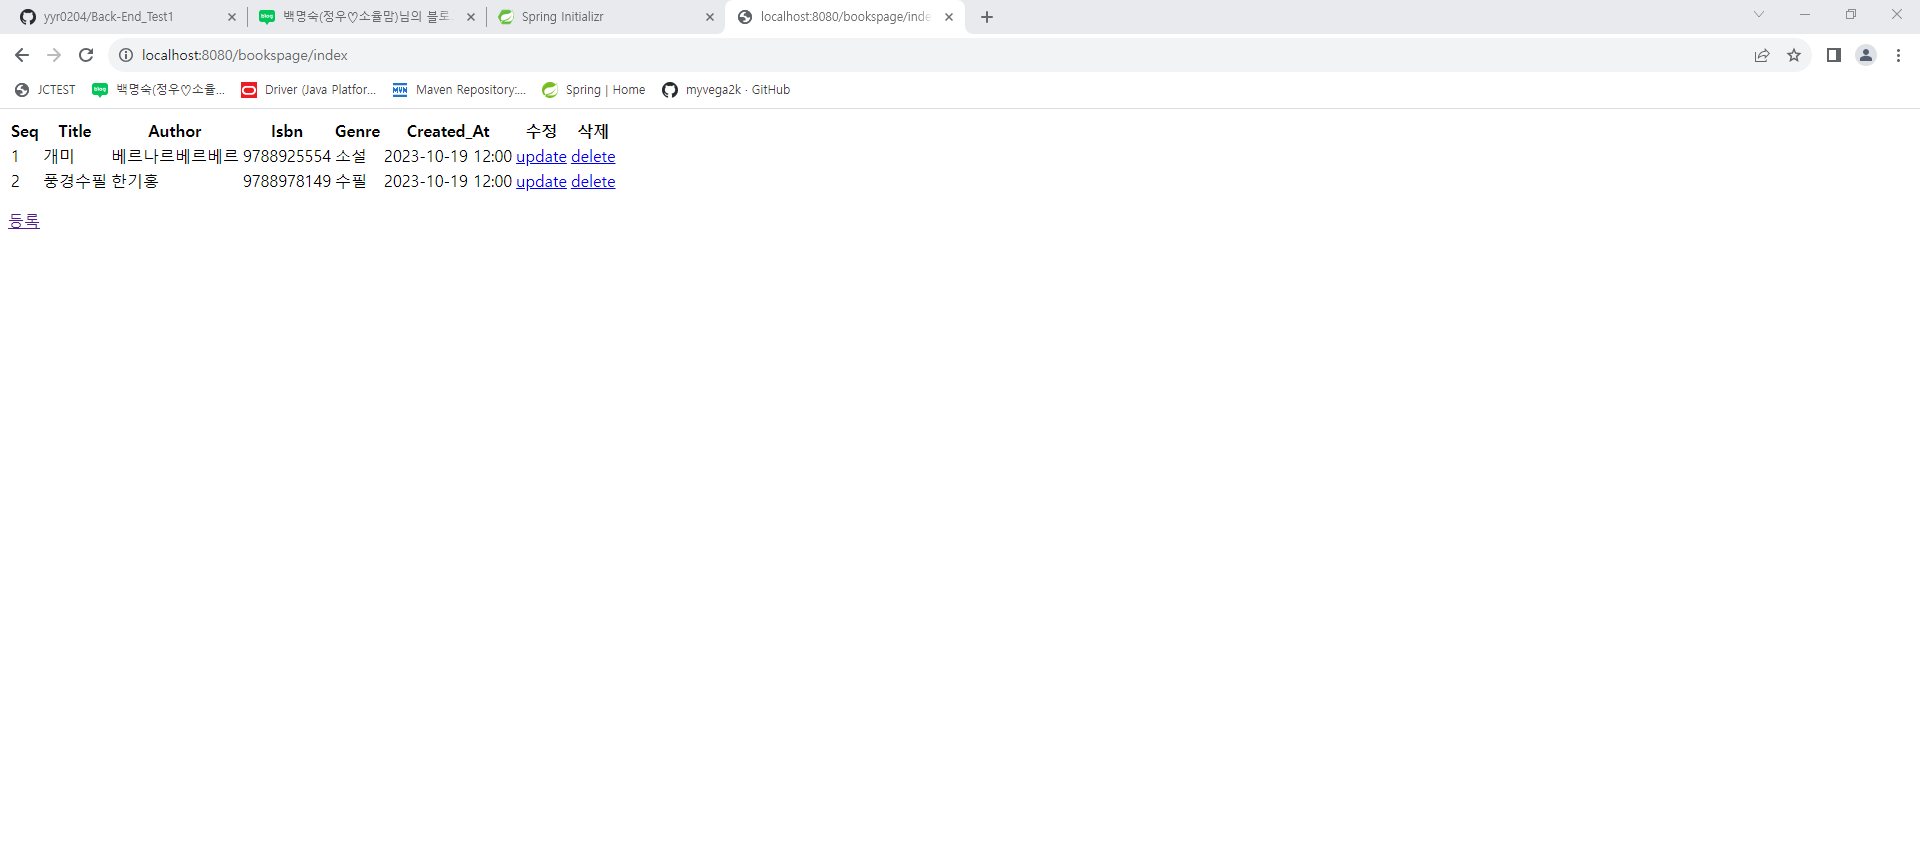 yyr0204/Back-End_Test1
백명숙(정우♡소율맘)님의 블로
Spring Initializr
localhost:8080/bookspage/inde
localhost:8080/bookspage/index
JCTEST
백명숙(정우♡소율...
Driver (Java Platfor...
Maven Repository:...
Spring | Home
myvega2k · GitHub
Seq Title Author Isbn Genre Created_At 수정 삭제
1 개미 베르나르베르베르 9788925554 소설 2023-10-19 12:00 update delete
2 풍경수필 한기홍 9788978149 수필 2023-10-19 12:00 update delete
등록